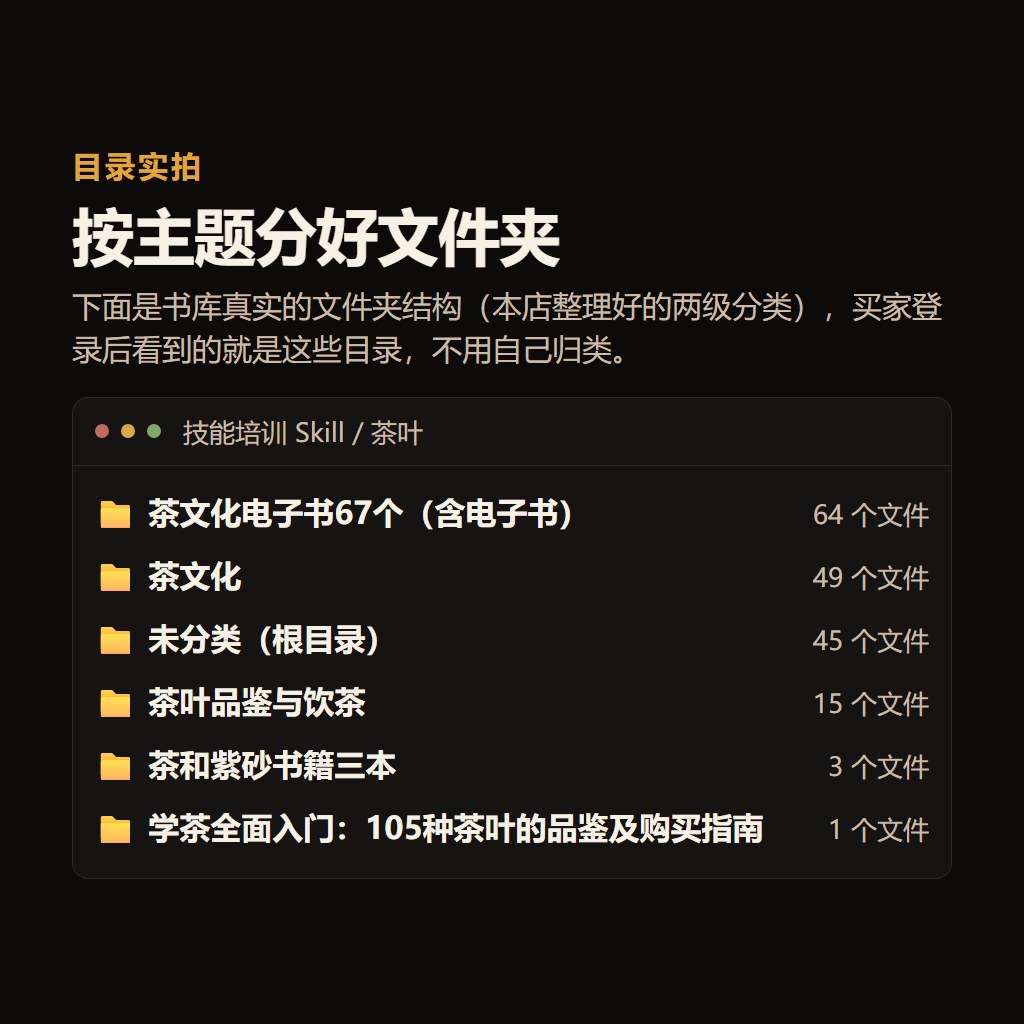 目录实拍
按主题分好文件夹
下面是书库真实的文件夹结构（本店整理好的两级分类），买家登
录后看到的就是这些目录，不用自己归类。
技能培训 Skill / 茶叶
茶文化电子书67个（含电子书） 64 个文件
茶文化 49 个文件
未分类（根目录） 45 个文件
茶叶品鉴与饮茶 15 个文件
茶和紫砂书籍三本 3 个文件
学茶全面入门：105种茶叶的品鉴及购买指南 1 个文件